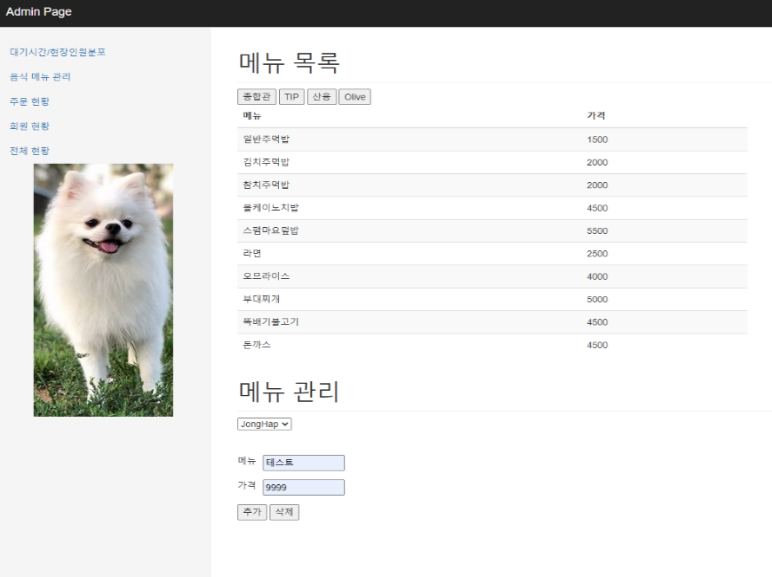 Admin Page
대기시간/현장인원분포
음식 메뉴 관리
주문 현황
회원 현황
전체 현황
메뉴 목록
종합관 TIP 산융 Olive
메뉴 가격
일반주먹밥 1500
김치주먹밥 2000
참치주먹밥 2000
올케이노치밥 4500
스팸마요덮밥 5500
라면 2500
오므라이스 4000
부대찌개 5000
뚝배기불고기 4500
돈까스 4500
메뉴 관리
JongHap
메뉴 테스트
가격 9999
추가 삭제